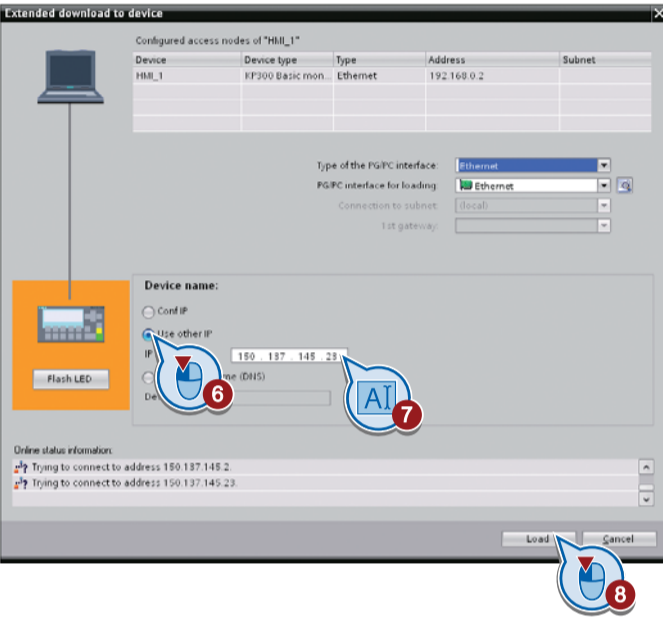 Extended download to device
Configured access nodes of "HMI_1"
Device Device type Type Address Subnet
HMI_1 KP300 Basic mon... Ethernet 192.168.0.2
Type of the PG/PC interface: Ethernet
PG/PC interface for loading: Ethernet
Connection to subnet: (local)
1st gateway:
Device name:
Conf IP
Use other IP
6
IP 150 . 137 . 145 . 23
me (DNS)
De
AI
7
Flash LED
Online status information:
Trying to connect to address 150.137.145.2.
Trying to connect to address 150.137.145.23.
Load Cancel
8